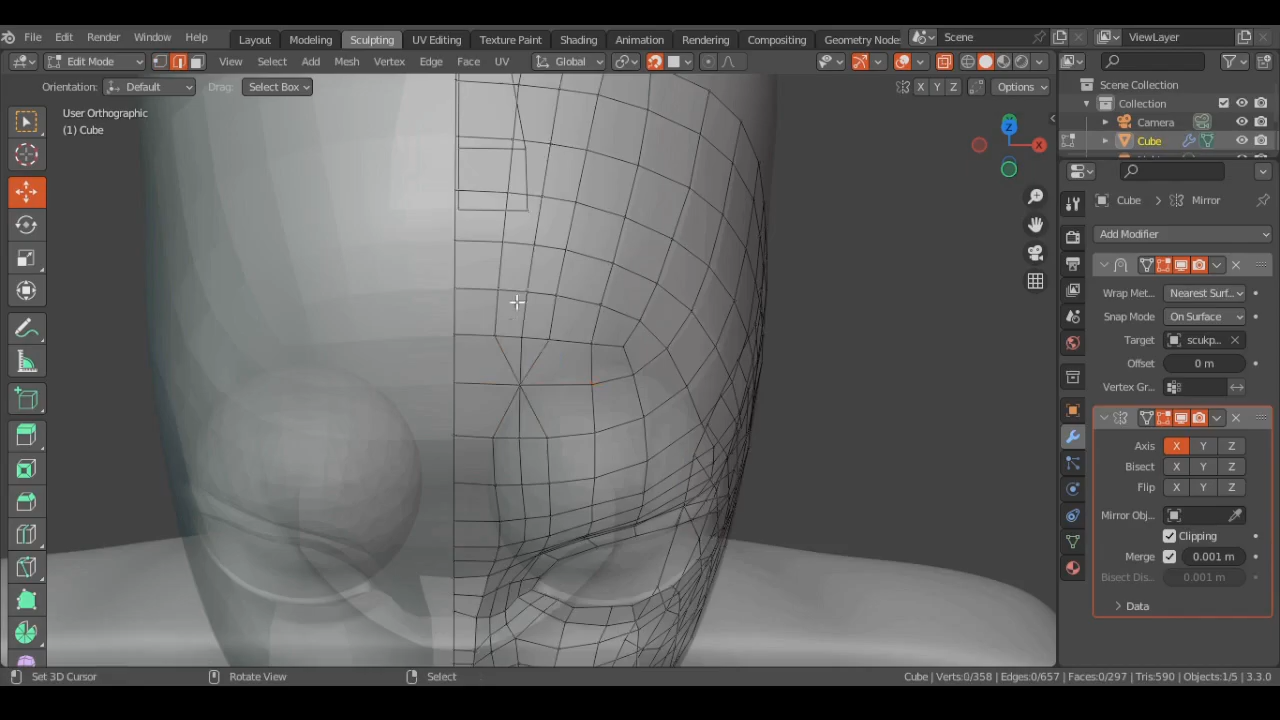 File Edit Render Window Help Layout Modeling Sculpting UV Editing Texture Paint Shading Animation Rendering Compositing Geometry Node Scene ViewLayer
Edit Mode View Select Add Mesh Vertex Edge Face UV Global
Orientation: Default Drag: Select Box X Y Z Options
User Orthographic
(1) Cube
Z
X
Scene Collection
Collection
Camera
Cube
Cube > Mirror
Add Modifier
Wrap Met... Nearest Surf...
Snap Mode On Surface
Target sculkp...
Offset 0 m
Vertex Gr...
Axis X Y Z
Bisect X Y Z
Flip X Y Z
Mirror Obj...
Clipping
Merge 0.001 m
Bisect Dis... 0.001 m
Data
Set 3D Cursor Rotate View Select Cube | Verts:0/358 | Edges:0/657 | Faces:0/297 | Tris:590 | Objects:1/5 | 3.3.0